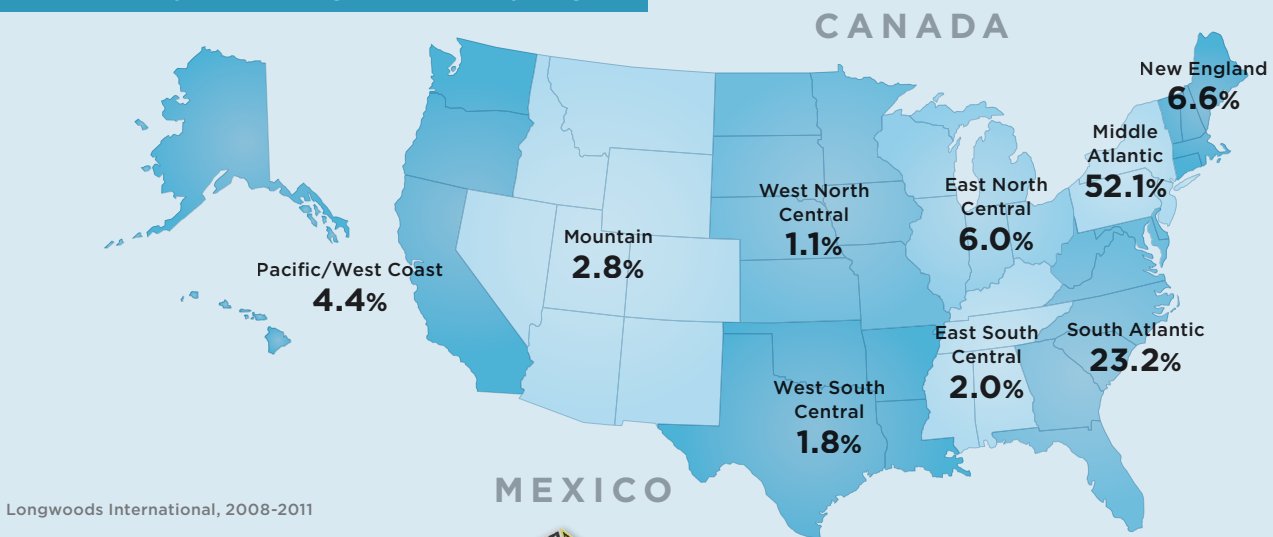 CANADA
New England
6.6%
Middle
Atlantic
52.1%
West North
Central
1.1%
East North
Central
6.0%
Mountain
2.8%
Pacific/West Coast
4.4%
East South
Central
2.0%
South Atlantic
23.2%
West South
Central
1.8%
MEXICO
Longwoods International, 2008-2011